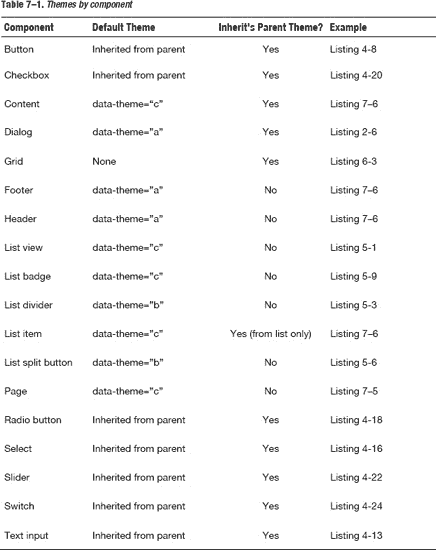 Table 7–1. Themes by component
Component Default Theme Inherit's Parent Theme? Example
Button Inherited from parent Yes Listing 4-8
Checkbox Inherited from parent Yes Listing 4-20
Content data-theme="c" Yes Listing 7–6
Dialog data-theme="a" Yes Listing 2-6
Grid None Yes Listing 6-3
Footer data-theme="a" No Listing 7–6
Header data-theme="a" No Listing 7–6
List view data-theme="c" No Listing 5-1
List badge data-theme="c" No Listing 5-9
List divider data-theme="b" No Listing 5-3
List item data-theme="c" Yes (from list only) Listing 7–6
List split button data-theme="b" No Listing 5-6
Page data-theme="c" No Listing 7–5
Radio button Inherited from parent Yes Listing 4-18
Select Inherited from parent Yes Listing 4-16
Slider Inherited from parent Yes Listing 4-22
Switch Inherited from parent Yes Listing 4-24
Text input Inherited from parent Yes Listing 4-13